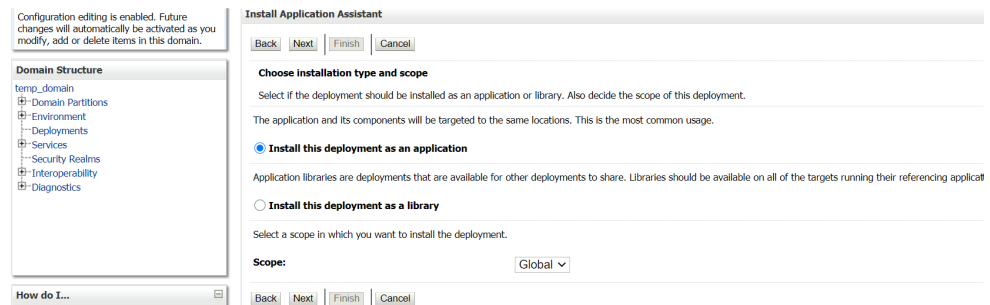 Configuration editing is enabled. Future
changes will automatically be activated as you
modify, add or delete items in this domain.
Domain Structure
temp_domain
Domain Partitions
Environment
Deployments
Services
Security Realms
Interoperability
Diagnostics
How do I...
Install Application Assistant
Back Next Finish Cancel
Choose installation type and scope
Select if the deployment should be installed as an application or library. Also decide the scope of this deployment.
The application and its components will be targeted to the same locations. This is the most common usage.
Install this deployment as an application
Application libraries are deployments that are available for other deployments to share. Libraries should be available on all of the targets running their referencing
Install this deployment as a library
Select a scope in which you want to install the deployment.
Scope: Global
Back Next Finish Cancel